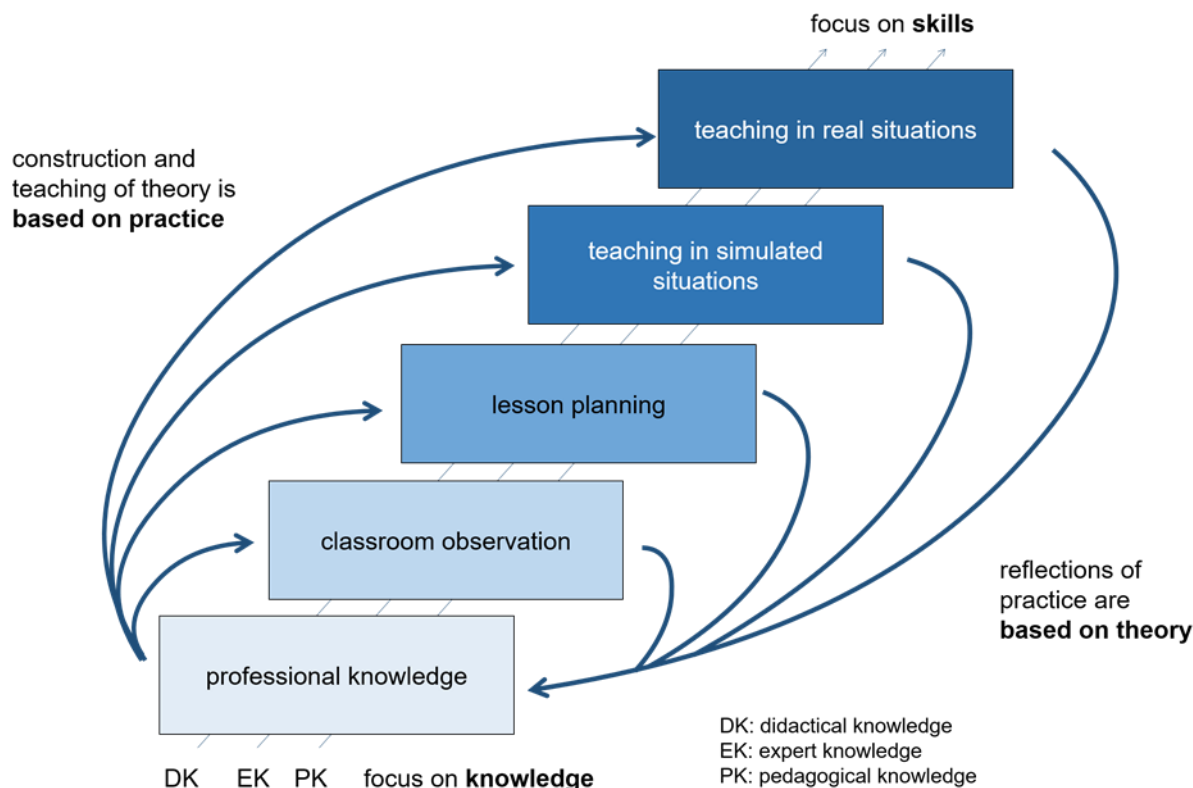 focus on skills
teaching in real situations
construction and
teaching of theory is
based on practice
teaching in simulated
situations
lesson planning
classroom observation
reflections of
practice are
based on theory
professional knowledge
DK EK PK focus on knowledge
DK: didactical knowledge
EK: expert knowledge
PK: pedagogical knowledge